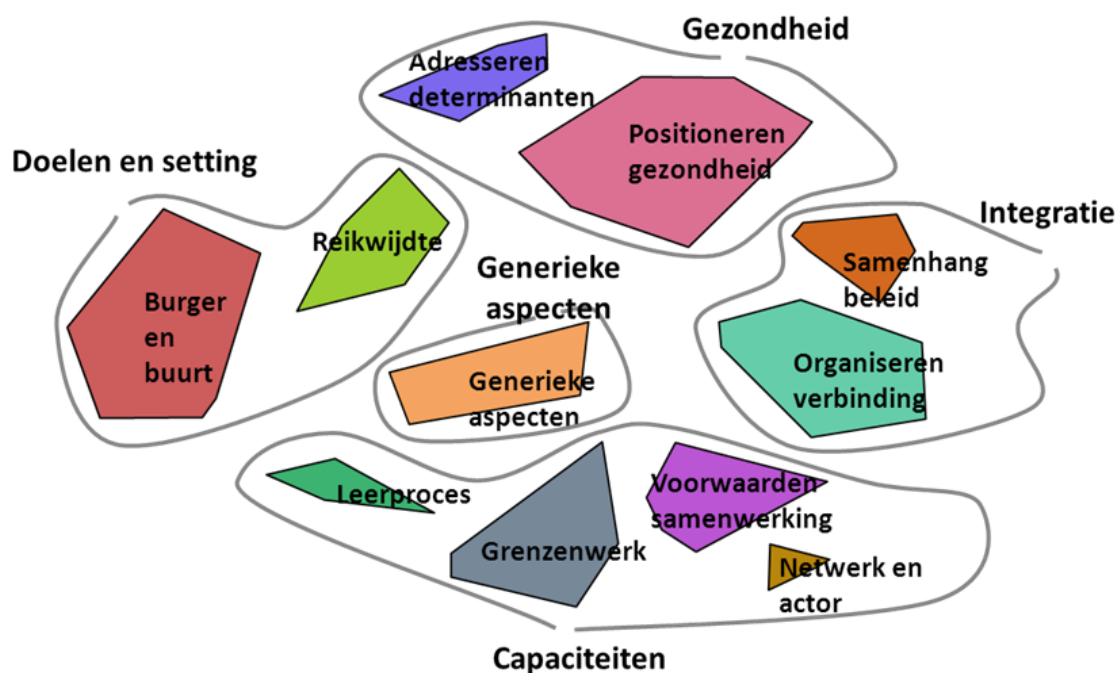 Gezondheid
Adresseren
determinanten
Positioneren
gezondheid
Doelen en setting
Reikwijdte
Burger
en
buurt
Integratie
Samenhang
beleid
Organiseren
verbinding
Generieke
aspecten
Generieke
aspecten
Leerproces
Grenzenwerk
Voorwaarden
samenwerking
Netwerk en
actor
Capaciteiten